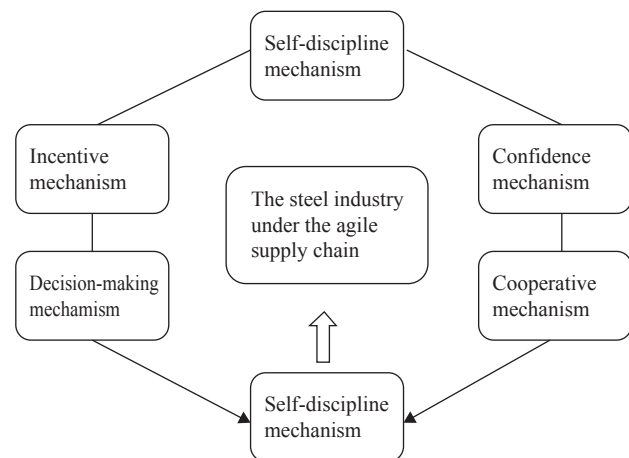 Self-discipline
mechanism
Incentive
mechanism
Confidence
mechanism
The steel industry
under the agile
supply chain
Decision-making
mechamism
Cooperative
mechanism
Self-discipline
mechanism